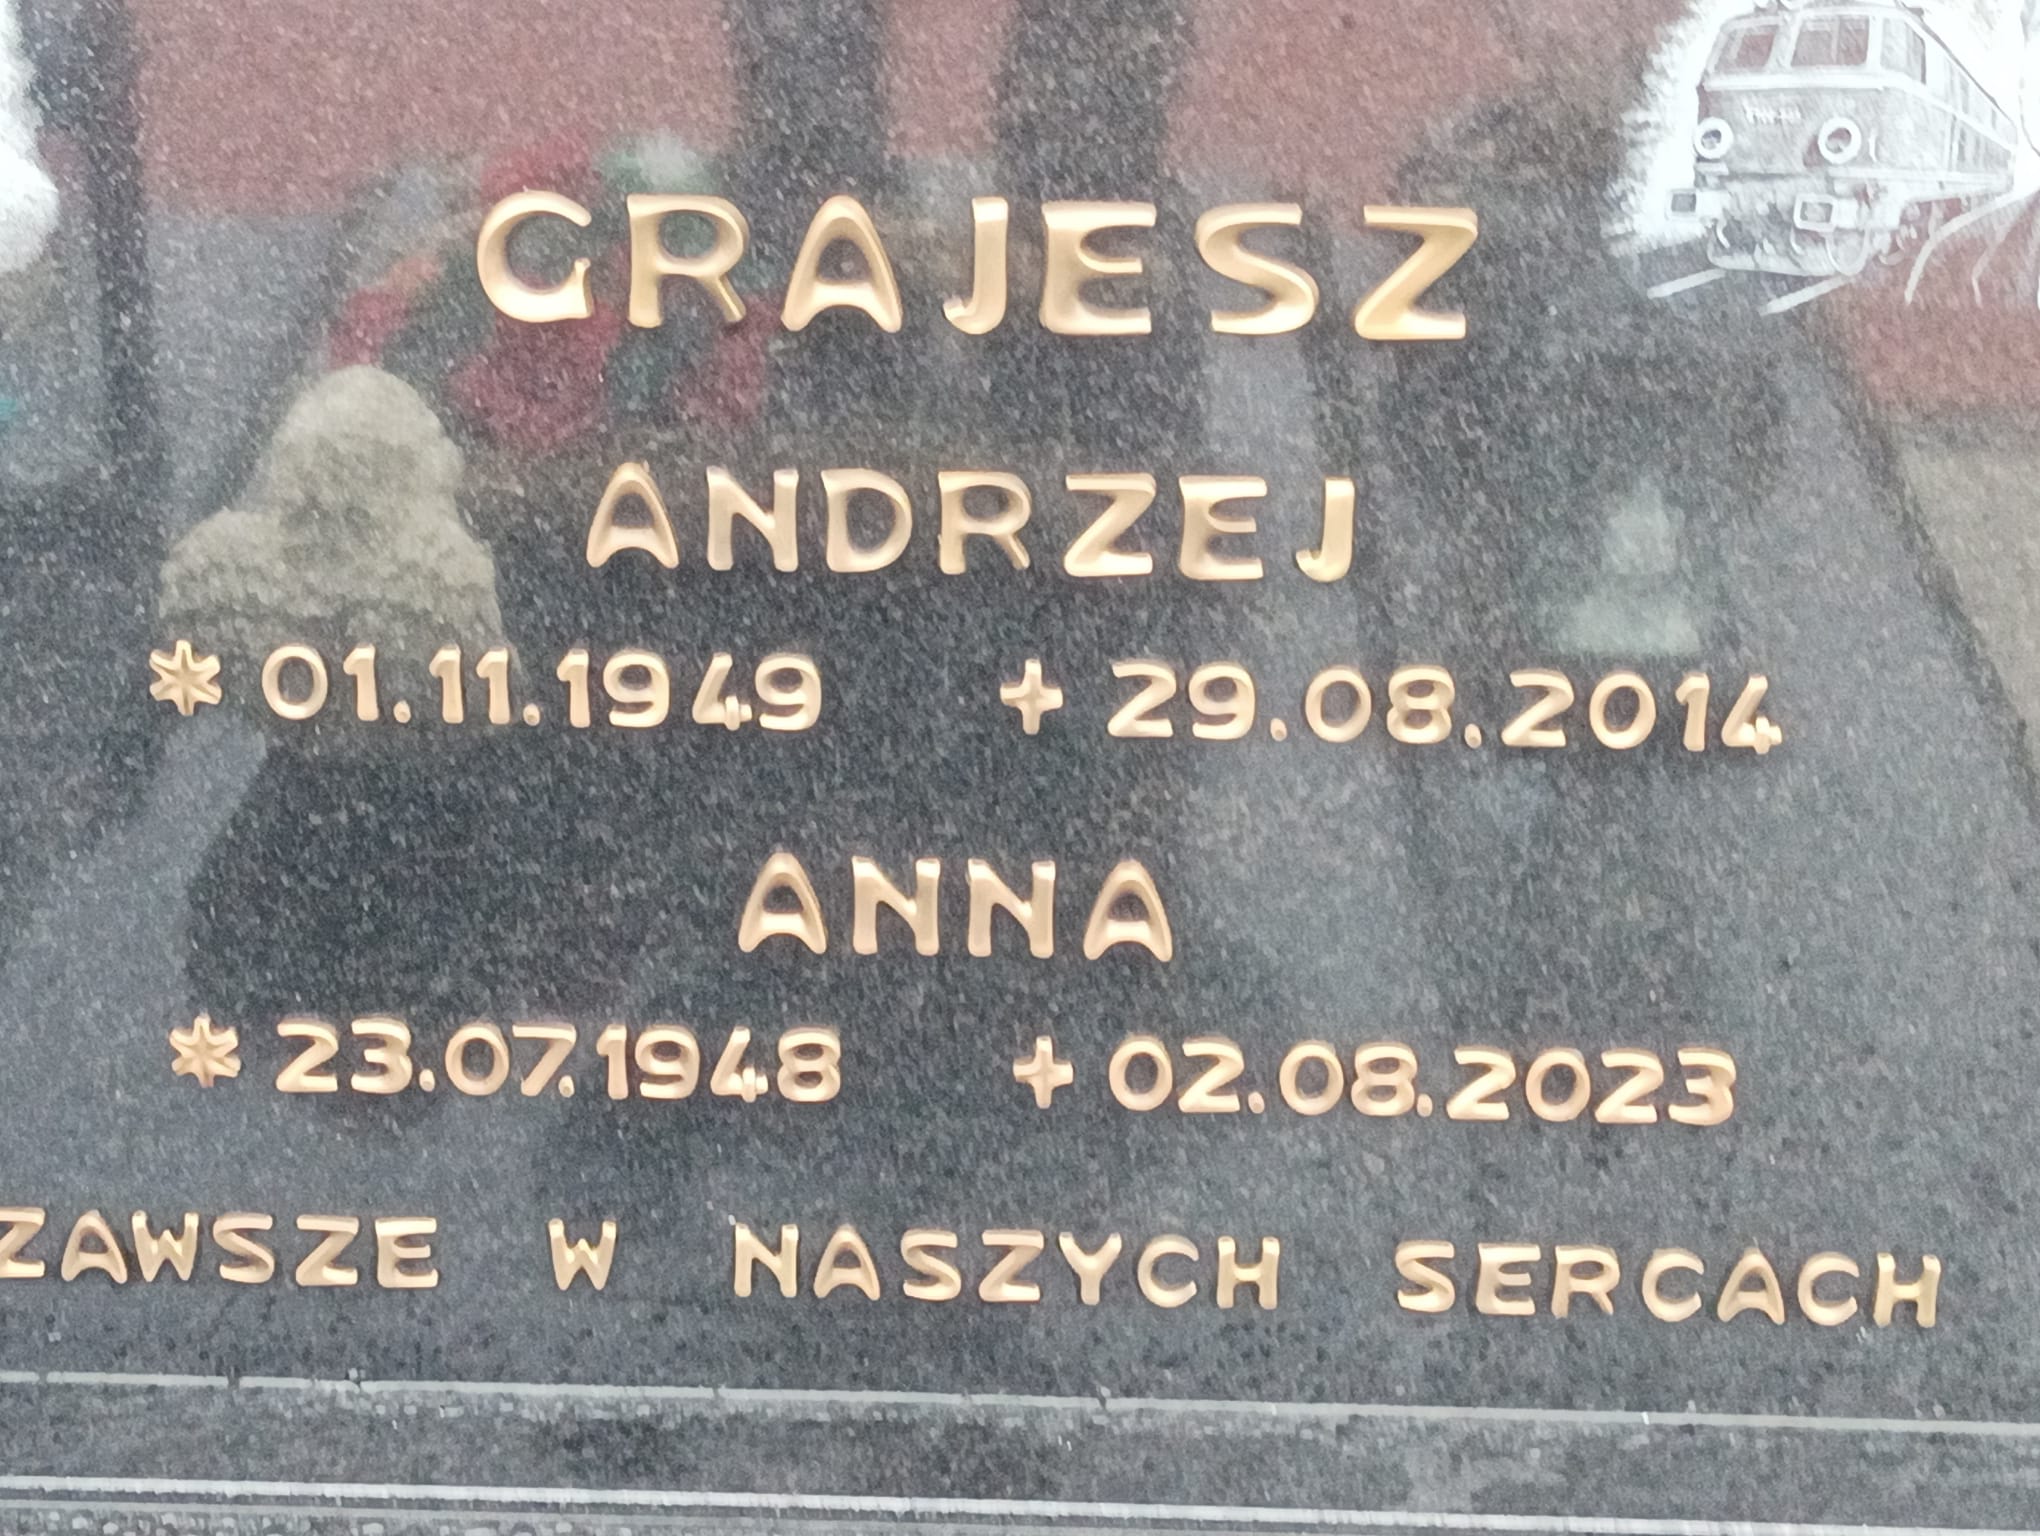 GRAJESZ
ANDRZEJ
* 01.11.1949 + 29.08.2014
ANNA
* 23.07.1948 + 02.08.2023
ZAWSZE W NASZYCH SERCACH